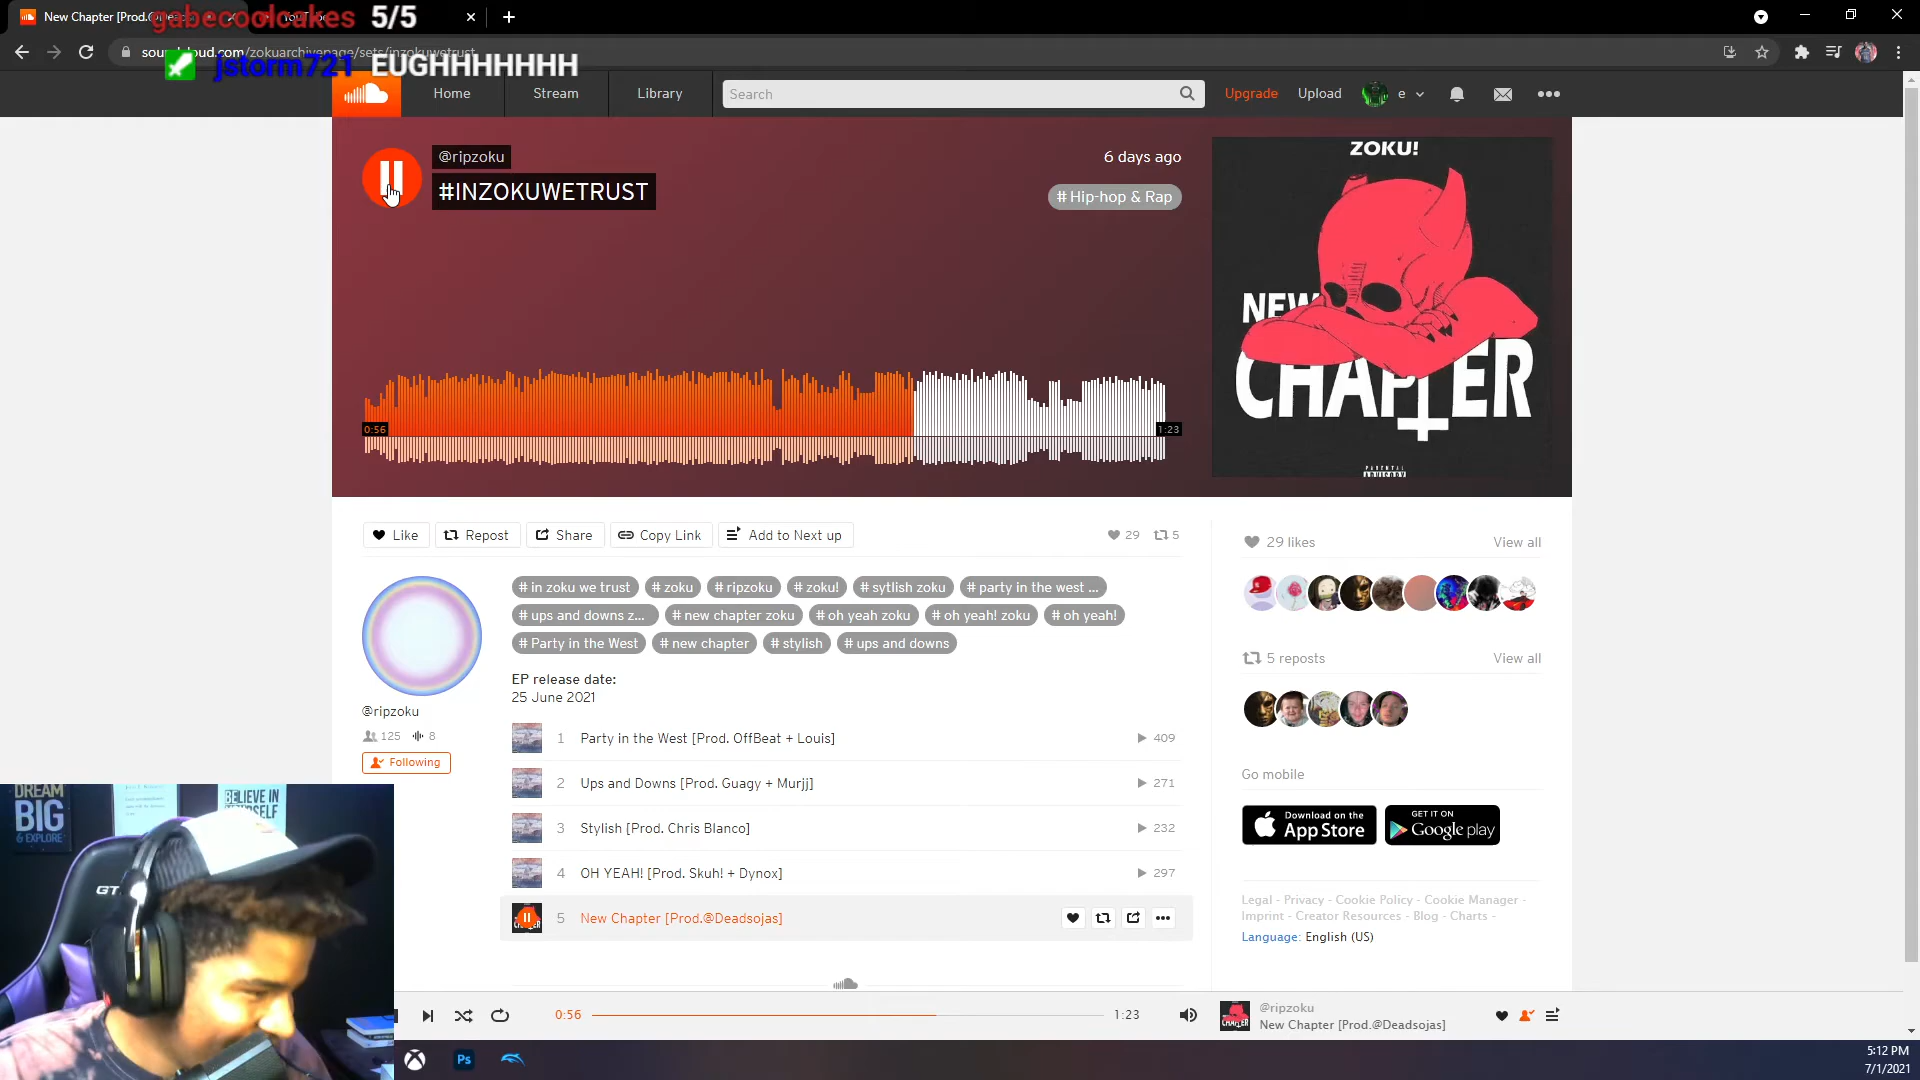 New Chapter [Prod.@
gabecoolcakes 5/5
soundcloud.com/zokuarchivepage/sets/inzokuwetrust
jstorm721 EUGHHHHHHH
Home
Stream
Library
Search
Upgrade
Upload
e
@ripzoku
#INZOKUWETRUST
6 days ago
# Hip-hop & Rap
ZOKU!
NEW
CHAPTER
PARENTAL
ADVISORY
0:56
1:23
Like
Repost
Share
Copy Link
Add to Next up
29
5
# in zoku we trust # zoku # ripzoku # zoku! # sytlish zoku # party in the west ...
# ups and downs z... # new chapter zoku # oh yeah zoku # oh yeah! zoku # oh yeah!
# Party in the West # new chapter # stylish # ups and downs
EP release date:
25 June 2021
@ripzoku
125 8
Following
1 Party in the West [Prod. OffBeat + Louis] 409
2 Ups and Downs [Prod. Guagy + Murjj] 271
3 Stylish [Prod. Chris Blanco] 232
4 OH YEAH! [Prod. Skuh! + Dynox] 297
5 New Chapter [Prod.@Deadsojas]
29 likes View all
5 reposts View all
Go mobile
Download on the
App Store
GET IT ON
Google play
Legal - Privacy - Cookie Policy - Cookie Manager -
Imprint - Creator Resources - Blog - Charts -
Language: English (US)
DREAM
BIG
& EXPLORE
BELIEVE IN
GT
0:56
1:23
@ripzoku
New Chapter [Prod.@Deadsojas]
Ps
5:12 PM
7/1/2021